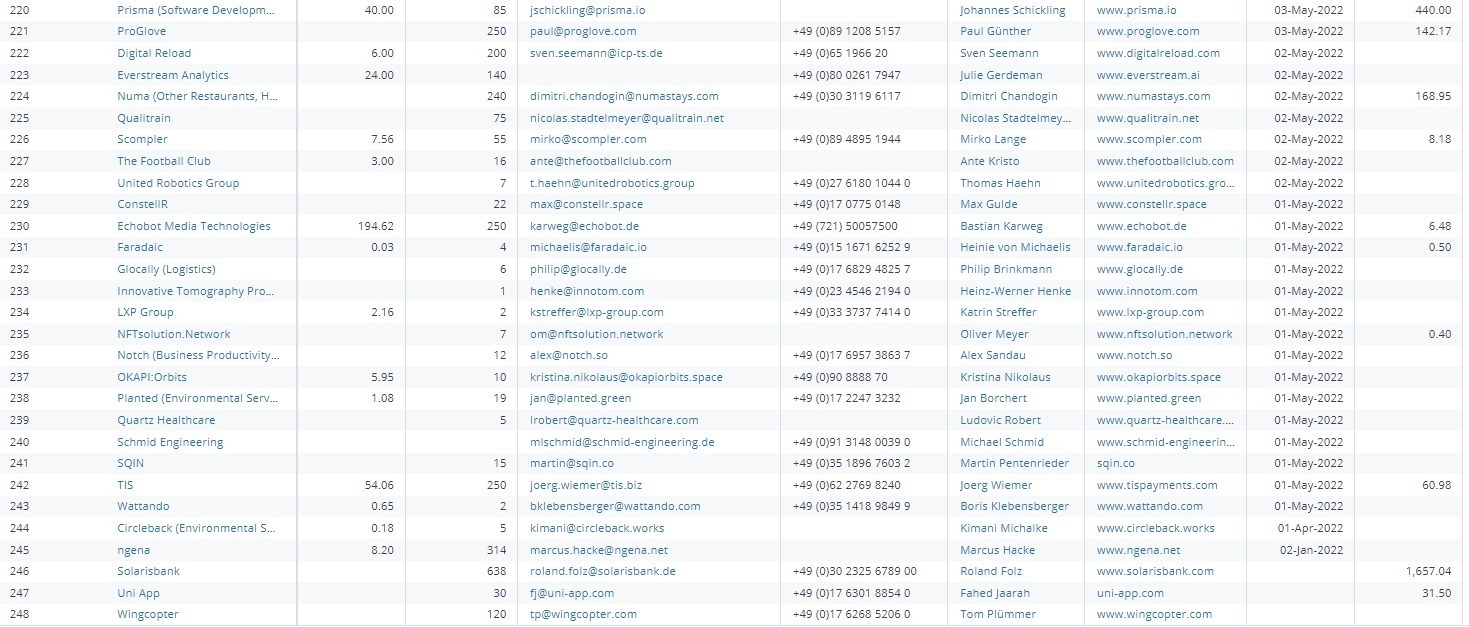 220 Prisma (Software Developm... 40.00 85 jschickling@prisma.io Johannes Schickling www.prisma.io 03-May-2022 440.00
221 ProGlove 250 paul@proglove.com +49 (0)89 1208 5157 Paul Günther www.proglove.com 03-May-2022 142.17
222 Digital Reload 6.00 200 sven.seemann@icp-ts.de +49 (0)65 1966 20 Sven Seemann www.digitalreload.com 02-May-2022
223 Everstream Analytics 24.00 140 +49 (0)80 0261 7947 Julie Gerdeman www.everstream.ai 02-May-2022
224 Numa (Other Restaurants, H... 240 dimitri.chandogin@numastays.com +49 (0)30 3119 6117 Dimitri Chandogin www.numastays.com 02-May-2022 168.95
225 Qualitrain 75 nicolas.stadtelmeyer@qualitrain.net Nicolas Stadtelmey... www.qualitrain.net 02-May-2022
226 Scompler 7.56 55 mirko@scompler.com +49 (0)89 4895 1944 Mirko Lange www.scompler.com 02-May-2022 8.18
227 The Football Club 3.00 16 ante@thefootballclub.com Ante Kristo www.thefootballclub.com 02-May-2022
228 United Robotics Group 7 t.haehn@unitedrobotics.group +49 (0)27 6180 1044 0 Thomas Haehn www.unitedrobotics.gro... 02-May-2022
229 ConstellR 22 max@constellr.space +49 (0)17 0775 0148 Max Gulde www.constellr.space 01-May-2022
230 Echobot Media Technologies 194.62 250 karweg@echobot.de +49 (721) 50057500 Bastian Karweg www.echobot.de 01-May-2022 6.48
231 Faradaic 0.03 4 michaelis@faradaic.io +49 (0)15 1671 6252 9 Heinie von Michaelis www.faradaic.io 01-May-2022 0.50
232 Glocally (Logistics) 6 philip@glocally.de +49 (0)17 6829 4825 7 Philip Brinkmann www.glocally.de 01-May-2022
233 Innovative Tomography Pro... 1 henke@innotom.com +49 (0)23 4546 2194 0 Heinz-Werner Henke www.innotom.com 01-May-2022
234 LXP Group 2.16 2 kstreffer@lxp-group.com +49 (0)33 3737 7414 0 Katrin Streffer www.lxp-group.com 01-May-2022
235 NFTsolution.Network 7 om@nftsolution.network Oliver Meyer www.nftsolution.network 01-May-2022 0.40
236 Notch (Business Productivity... 12 alex@notch.so +49 (0)17 6957 3863 7 Alex Sandau www.notch.so 01-May-2022
237 OKAPI:Orbits 5.95 10 kristina.nikolaus@okapiorbits.space +49 (0)90 8888 70 Kristina Nikolaus www.okapiorbits.space 01-May-2022
238 Planted (Environmental Serv... 1.08 19 jan@planted.green +49 (0)17 2247 3232 Jan Borchert www.planted.green 01-May-2022
239 Quartz Healthcare 5 lrobert@quartz-healthcare.com Ludovic Robert www.quartz-healthcare.... 01-May-2022
240 Schmid Engineering mlschmid@schmid-engineering.de +49 (0)91 3148 0039 0 Michael Schmid www.schmid-engineerin... 01-May-2022
241 SQIN 15 martin@sqin.co +49 (0)35 1896 7603 2 Martin Pentenrieder sqin.co 01-May-2022
242 TIS 54.06 250 joerg.wiemer@tis.biz +49 (0)62 2769 8240 Joerg Wiemer www.tispayments.com 01-May-2022 60.98
243 Wattando 0.65 2 bklebensberger@wattando.com +49 (0)35 1418 9849 9 Boris Klebensberger www.wattando.com 01-May-2022
244 Circleback (Environmental S... 0.18 5 kimani@circleback.works Kimani Michalke www.circleback.works 01-Apr-2022
245 ngena 8.20 314 marcus.hacke@ngena.net Marcus Hacke www.ngena.net 02-Jan-2022
246 Solarisbank 638 roland.folz@solarisbank.de +49 (0)30 2325 6789 00 Roland Folz www.solarisbank.com 1,657.04
247 Uni App 30 fj@uni-app.com +49 (0)17 6301 8854 0 Fahed Jaarah uni-app.com 31.50
248 Wingcopter 120 tp@wingcopter.com +49 (0)17 6268 5206 0 Tom Plümmer www.wingcopter.com